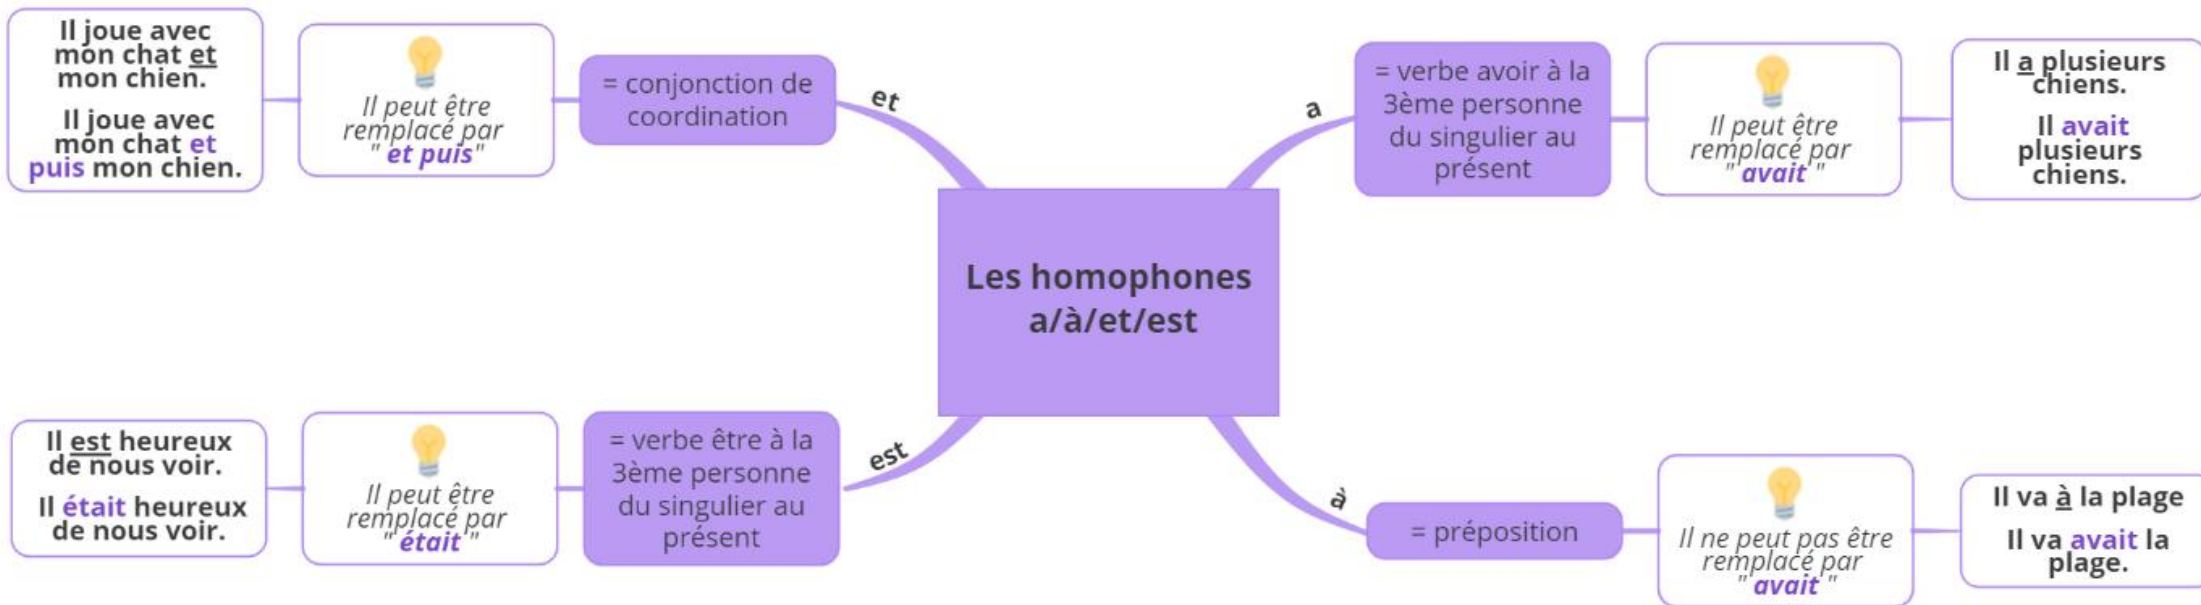 Les homophones
a/à/et/est
et
= conjonction de
coordination
Il peut être
remplacé par
" et puis"
Il joue avec
mon chat et
mon chien.
Il joue avec
mon chat et
puis mon chien.
a
= verbe avoir à la
3ème personne
du singulier au
présent
Il peut être
remplacé par
" avait "
Il a plusieurs
chiens.
Il avait
plusieurs
chiens.
est
= verbe être à la
3ème personne
du singulier au
présent
Il peut être
remplacé par
" était "
Il est heureux
de nous voir.
Il était heureux
de nous voir.
à
= préposition
Il ne peut pas être
remplacé par
" avait "
Il va à la plage
Il va avait la
plage.